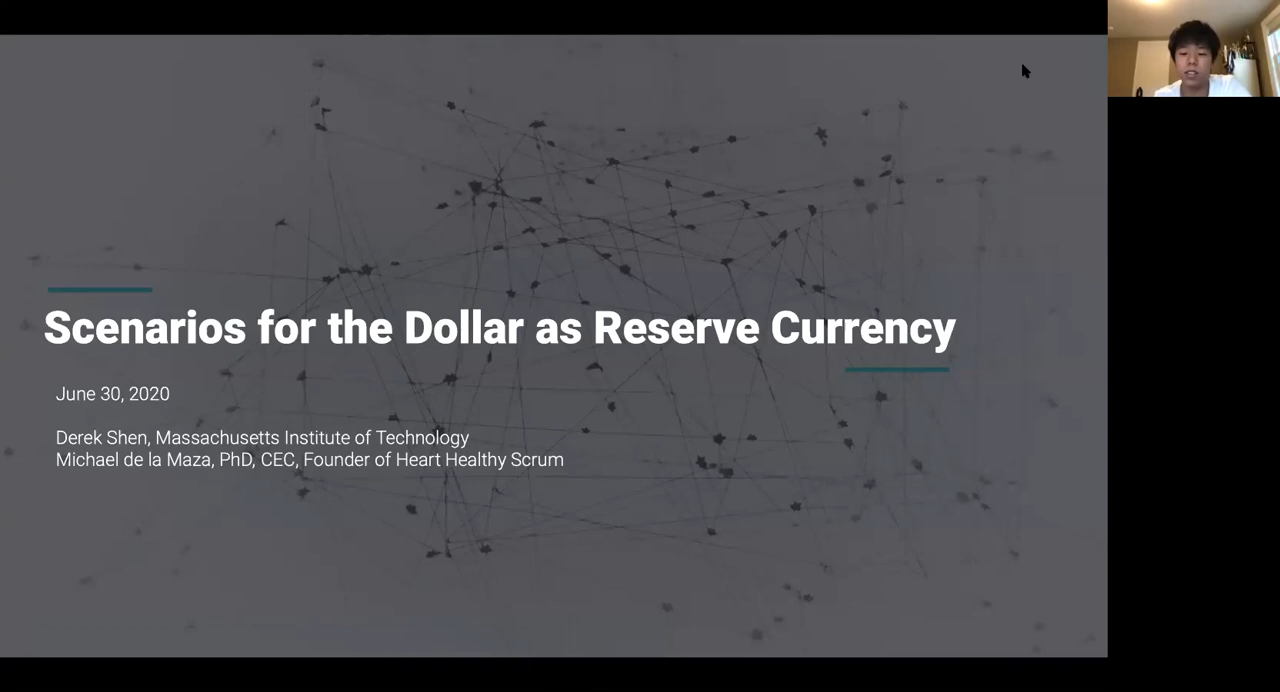 Scenarios for the Dollar as Reserve Currency
June 30, 2020
Derek Shen, Massachusetts Institute of Technology
Michael de la Maza, PhD, CEC, Founder of Heart Healthy Scrum